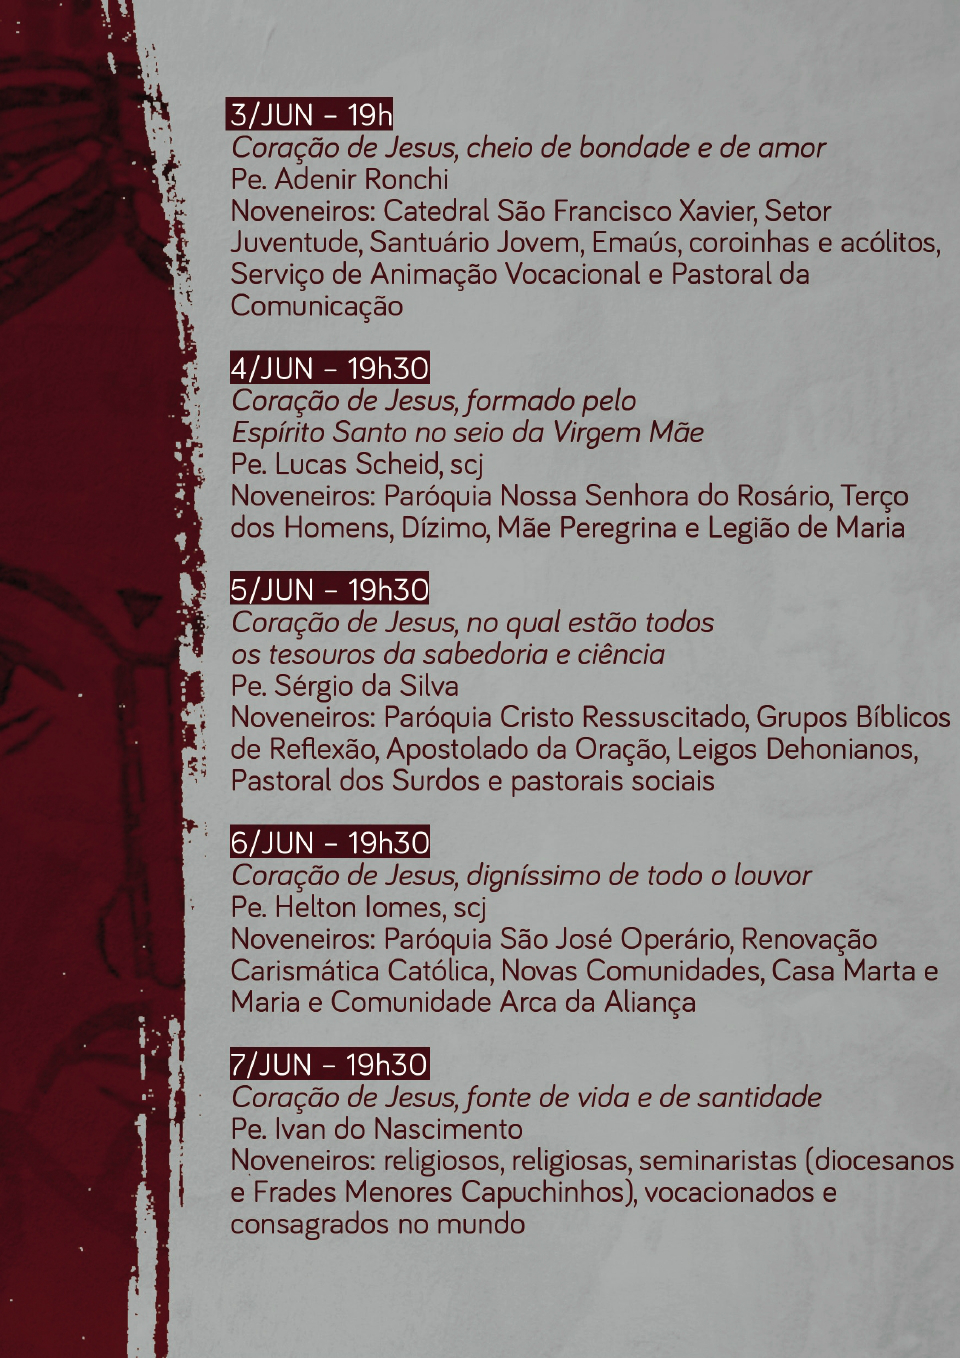 3/JUN – 19h
Coração de Jesus, cheio de bondade e de amor
Pe. Adenir Ronchi
Noveneiros: Catedral São Francisco Xavier, Setor
Juventude, Santuário Jovem, Emaús, coroinhas e acólitos,
Serviço de Animação Vocacional e Pastoral da
Comunicação
4/JUN – 19h30
Coração de Jesus, formado pelo
Espírito Santo no seio da Virgem Mãe
Pe. Lucas Scheid, scj
Noveneiros: Paróquia Nossa Senhora do Rosário, Terço
dos Homens, Dízimo, Mãe Peregrina e Legião de Maria
5/JUN – 19h30
Coração de Jesus, no qual estão todos
os tesouros da sabedoria e ciência
Pe. Sérgio da Silva
Noveneiros: Paróquia Cristo Ressuscitado, Grupos Bíblicos
de Reflexão, Apostolado da Oração, Leigos Dehonianos,
Pastoral dos Surdos e pastorais sociais
6/JUN – 19h30
Coração de Jesus, digníssimo de todo o louvor
Pe. Helton Iomes, scj
Noveneiros: Paróquia São José Operário, Renovação
Carismática Católica, Novas Comunidades, Casa Marta e
Maria e Comunidade Arca da Aliança
7/JUN – 19h30
Coração de Jesus, fonte de vida e de santidade
Pe. Ivan do Nascimento
Noveneiros: religiosos, religiosas, seminaristas (diocesanos
e Frades Menores Capuchinhos), vocacionados e
consagrados no mundo